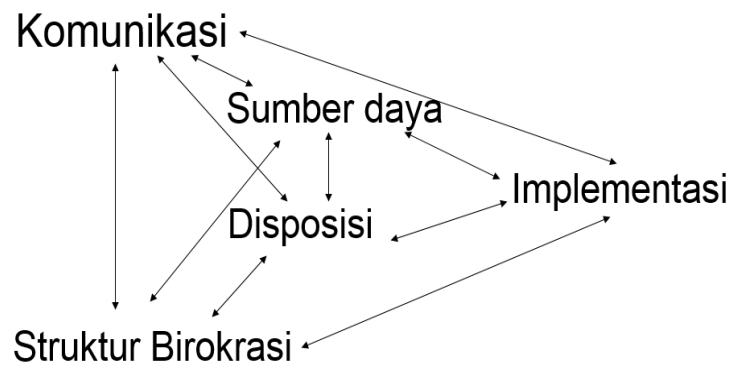 Komunikasi
Sumber daya
Implementasi
Disposisi
Struktur Birokrasi